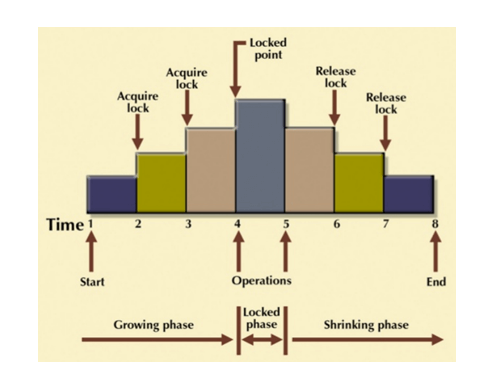 Locked
point
Acquire
lock
Release
lock
Acquire
lock
Release
lock
Time 1 2 3 4 5 6 7 8
Start
Operations
End
Growing phase
Locked
phase
Shrinking phase